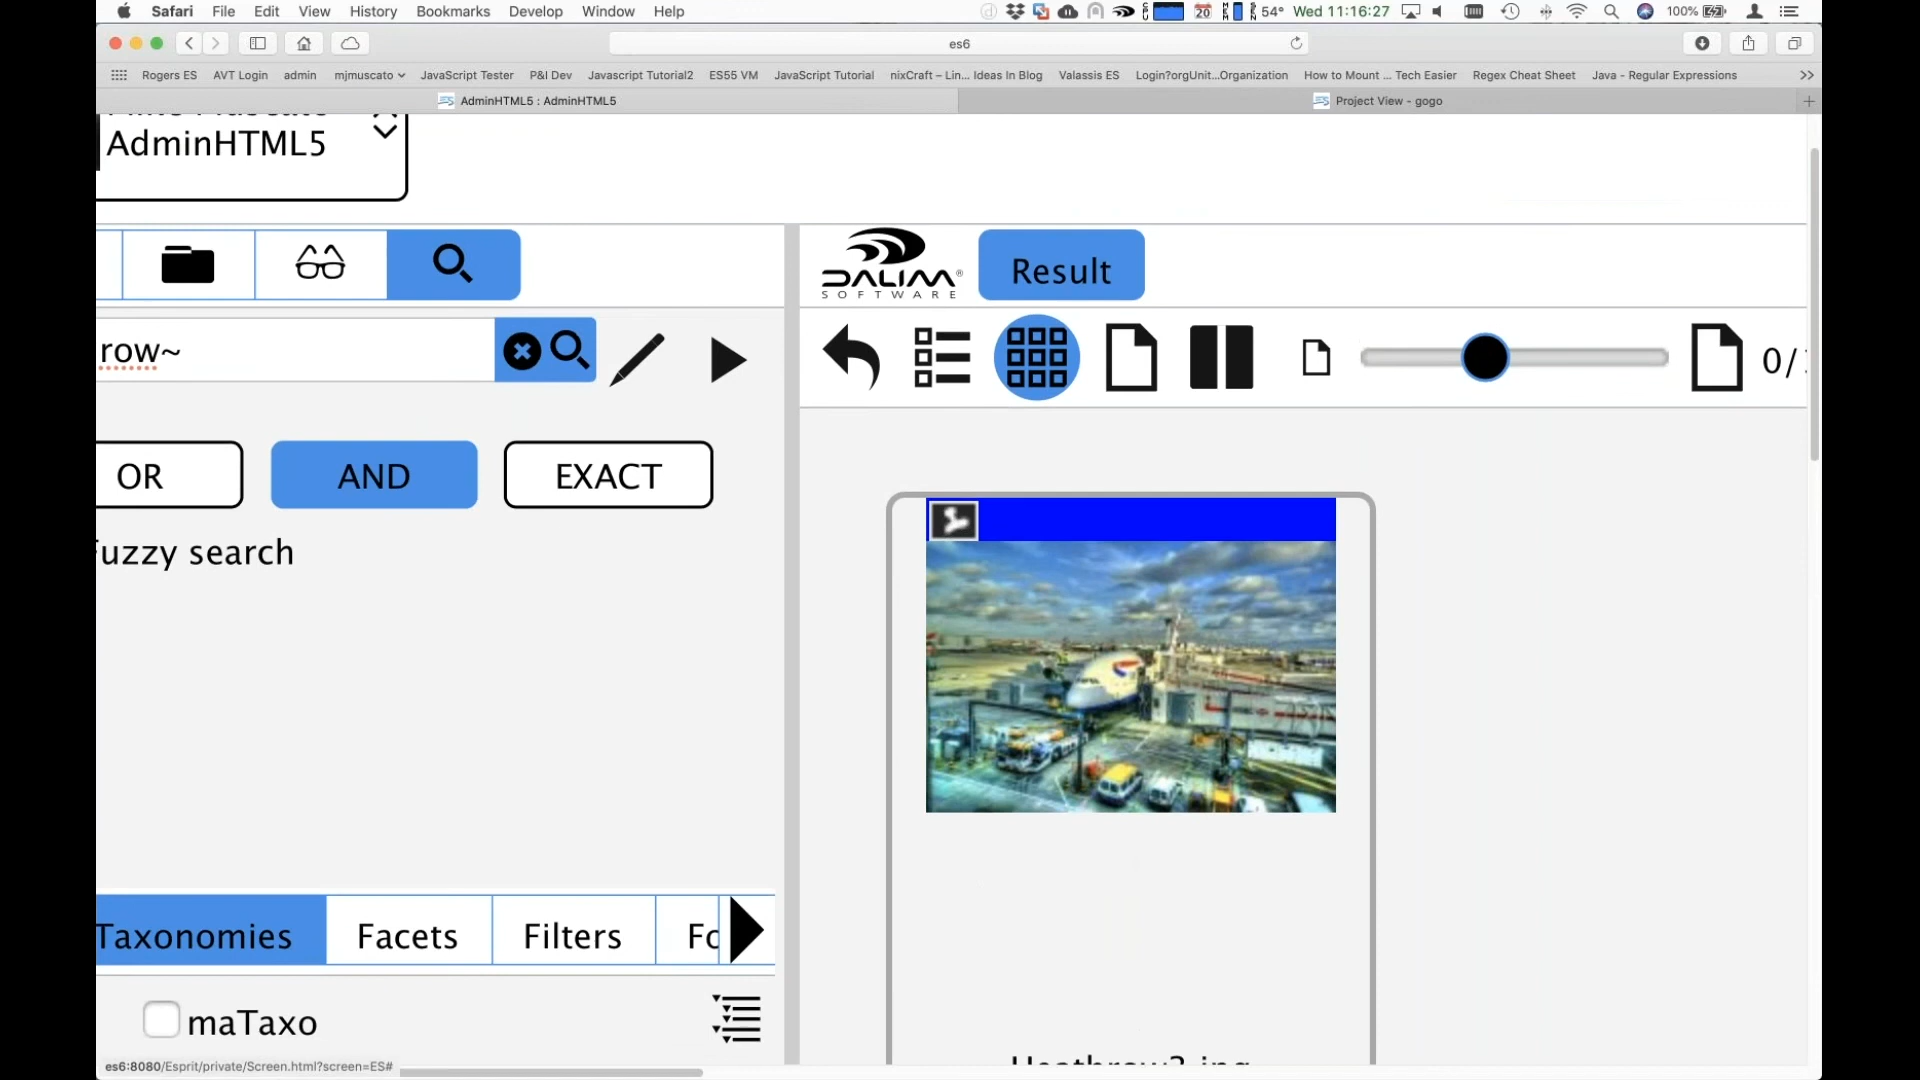 Safari File Edit View History Bookmarks Develop Window Help 20 54° Wed 11:16:27 100%
es6
Rogers ES AVT Login admin mjmuscato JavaScript Tester P&I Dev Javascript Tutorial2 ES55 VM JavaScript Tutorial nixCraft – Lin... Ideas In Blog Valassis ES Login?orgUnit...Organization How to Mount ... Tech Easier Regex Cheat Sheet Java - Regular Expressions
AdminHTML5 : AdminHTML5 Project View - gogo
AdminHTML5
DALIM SOFTWARE Result
row~ 0/
OR AND EXACT
Fuzzy search
Taxonomies Facets Filters Fo
maTaxo
es6:8080/Esprit/private/Screen.html?screen=ES#